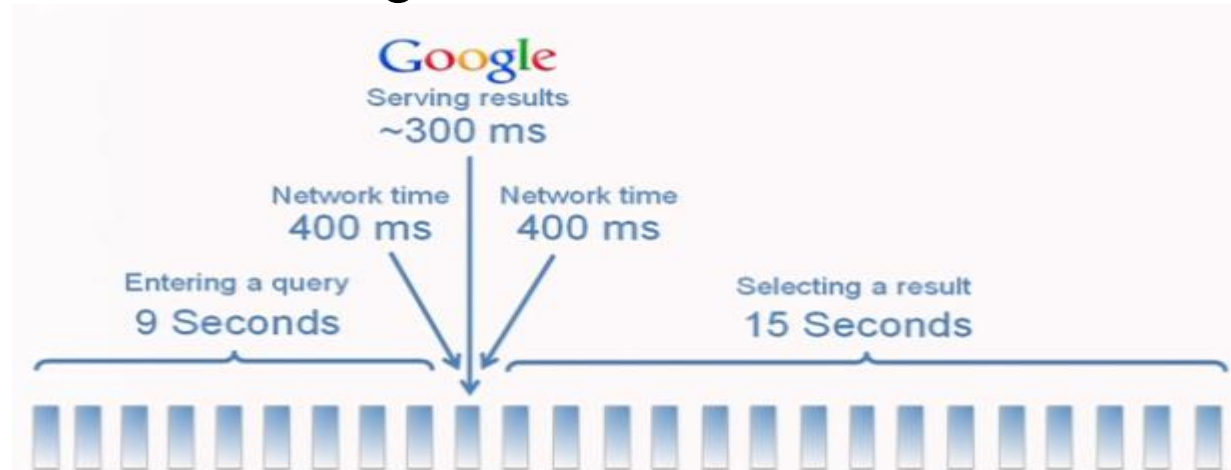 Google
Serving results
~300 ms
Network time
400 ms
Network time
400 ms
Entering a query
9 Seconds
Selecting a result
15 Seconds